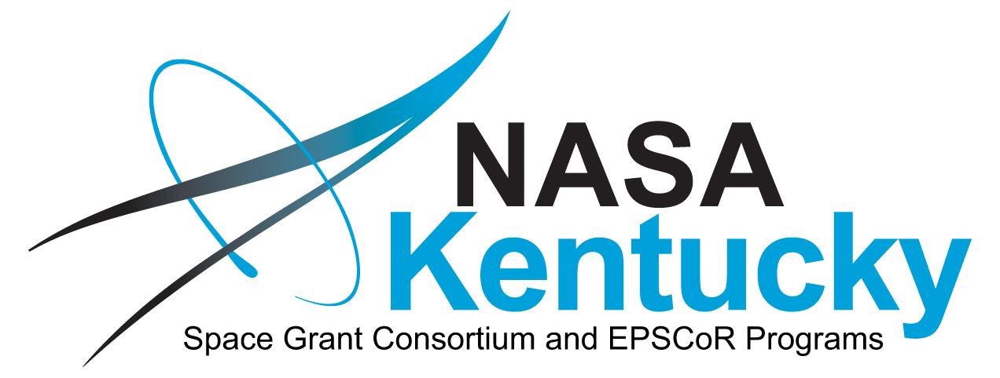 NASA
Kentucky
Space Grant Consortium and EPSCoR Programs